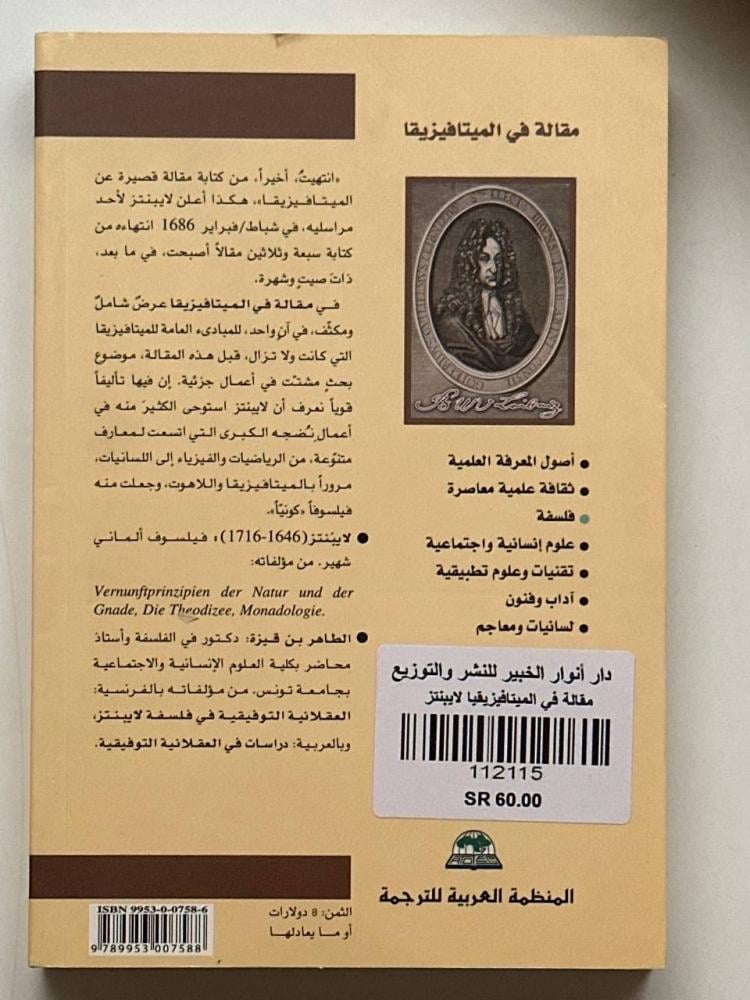 مقالة في الميتافيزيقا
أصول المعرفة العلمية
ثقافة علمية معاصرة
فلسفة
علوم إنسانية واجتماعية
تقنيات وعلوم تطبيقية
آداب وفنون
لسانيات ومعاجم
دار أنوار الخبير للنشر والتوزيع
مقالة في الميتافيزيقيا لايبنتز
112115
SR 60.00
المنظمة العربية للترجمة
«انتهيتُ، أخيراً، من كتابة مقالة قصيرة عن
الميتافيزيقا»، هكذا أعلن لايبنتز لأحد
مراسليه، في شباط/فبراير 1686 انتهاءه من
كتابة سبعة وثلاثين مقالاً أصبحت، في ما بعد،
ذاتَ صيتٍ وشهرة.
في مقالة في الميتافيزيقا عرضٌ شاملٌ
ومكثّف، في آنٍ واحد، للمبادىء العامة للميتافيزيقا
التي كانت ولا تزال، قبل هذه المقالة، موضوع
بحثٍ مشتّت في أعمال جزئية. إن فيها تأليفاً
قوياً نعرف أن لايبنتز استوحى الكثيرَ منه في
أعمال نُضجه الكبرى التي اتسعت لمعارف
متنوّعة، من الرياضيات والفيزياء إلى اللسانيات،
مروراً بالميتافيزيقا واللاهوت، وجعلت منه
فيلسوفاً «كونيّاً».
لايبْنتز (1646-1716): فيلسوف ألماني
شهير. من مؤلفاته:
Vernunftprinzipien der Natur und der
Gnade, Die Theodizee, Monadologie.
الطاهر بن قيزة: دكتور في الفلسفة وأستاذ
محاضر بكلية العلوم الإنسانية والاجتماعية
بجامعة تونس. من مؤلفاته بالفرنسية:
العقلانية التوفيقية في فلسفة لايبنتز،
وبالعربية: دراسات في العقلانية التوفيقية.
الثمن: 8 دولارات
أو ما يعادلها
ISBN 9953-0-0758-6
9 789953 007588